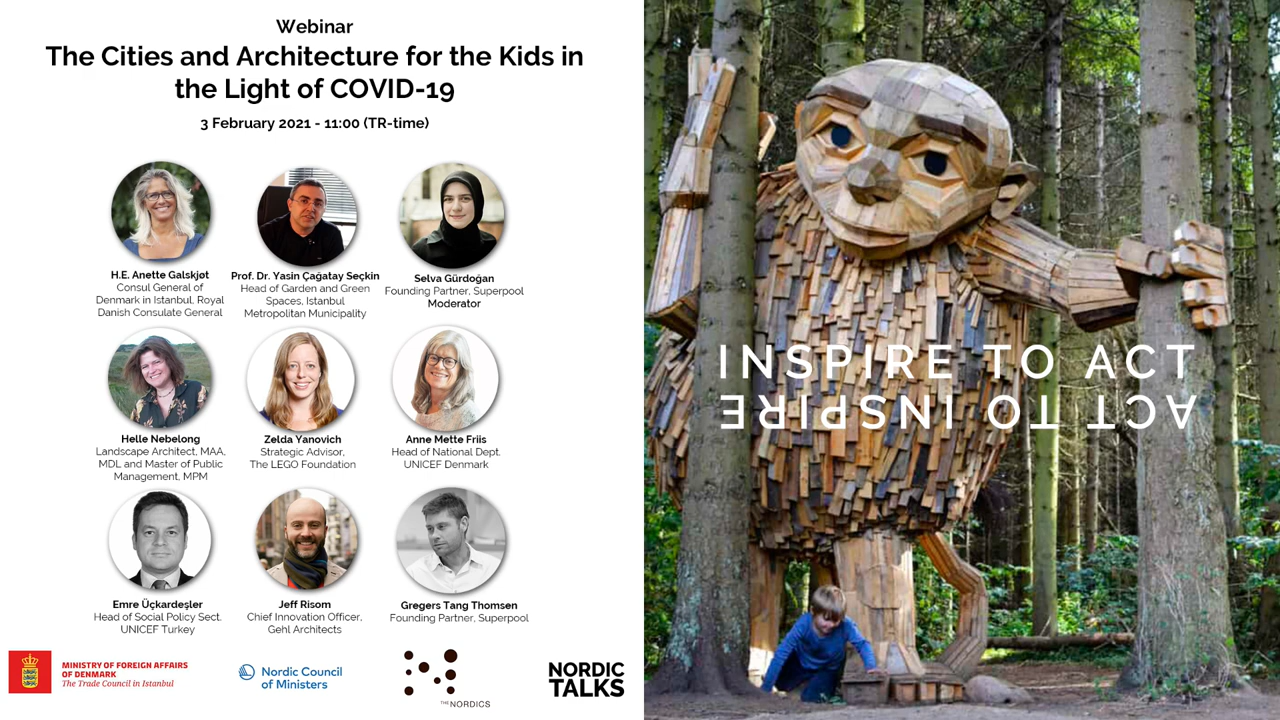 Webinar
The Cities and Architecture for the Kids in
the Light of COVID-19
3 February 2021 - 11:00 (TR-time)
H.E. Anette Galskjøt
Consul General of
Denmark in Istanbul, Royal
Danish Consulate General
Prof. Dr. Yasin Çağatay Seçkin
Head of Garden and Green
Spaces, Istanbul
Metropolitan Municipality
Selva Gürdoğan
Founding Partner, Superpool
Moderator
Helle Nebelong
Landscape Architect, MAA,
MDL and Master of Public
Management, MPM
Zelda Yanovich
Strategic Advisor,
The LEGO Foundation
Anne Mette Friis
Head of National Dept.
UNICEF Denmark
Emre Üçkardeşler
Head of Social Policy Sect.
UNICEF Turkey
Jeff Risom
Chief Innovation Officer,
Gehl Architects
Gregers Tang Thomsen
Founding Partner, Superpool
MINISTRY OF FOREIGN AFFAIRS
OF DENMARK
The Trade Council in Istanbul
Nordic Council
of Ministers
THE NORDICS
NORDIC
TALKS
INSPIRE TO ACT
ACT TO INSPIRE